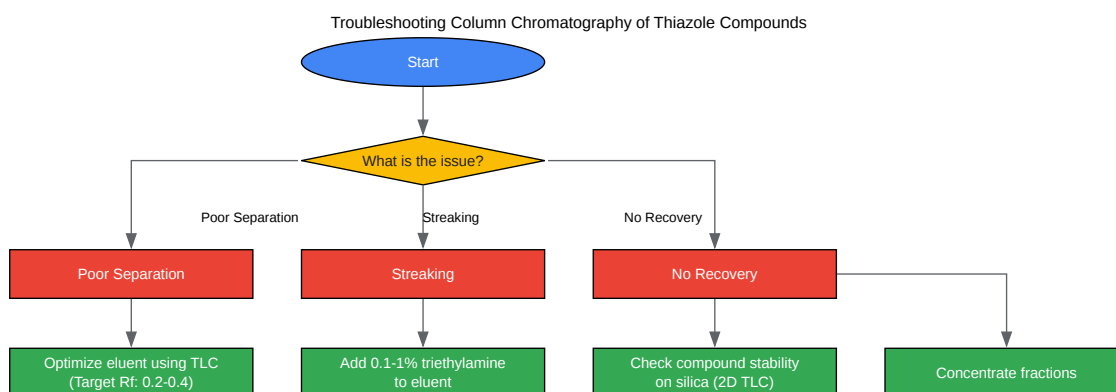 Troubleshooting Column Chromatography of Thiazole Compounds
Start
What is the issue?
Poor Separation
Streaking
No Recovery
Poor Separation
Streaking
No Recovery
Optimize eluent using TLC
(Target Rf: 0.2-0.4)
Add 0.1-1% triethylamine
to eluent
Check compound stability
on silica (2D TLC)
Concentrate fractions